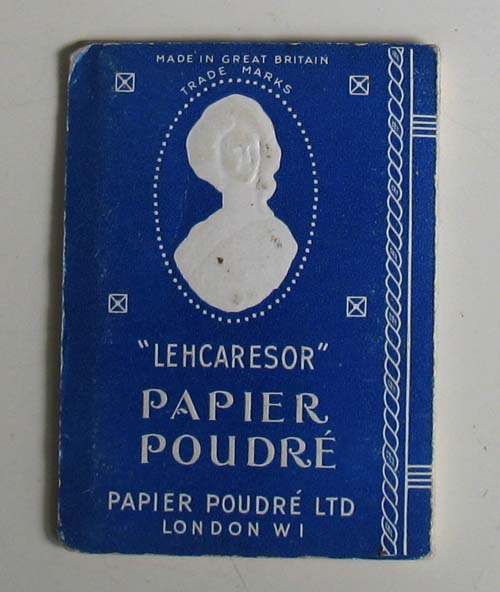 MADE IN GREAT BRITAIN
TRADE MARKS
"LEHCARESOR"
PAPIER
POUDRÉ
PAPIER POUDRÉ LTD
LONDON W1